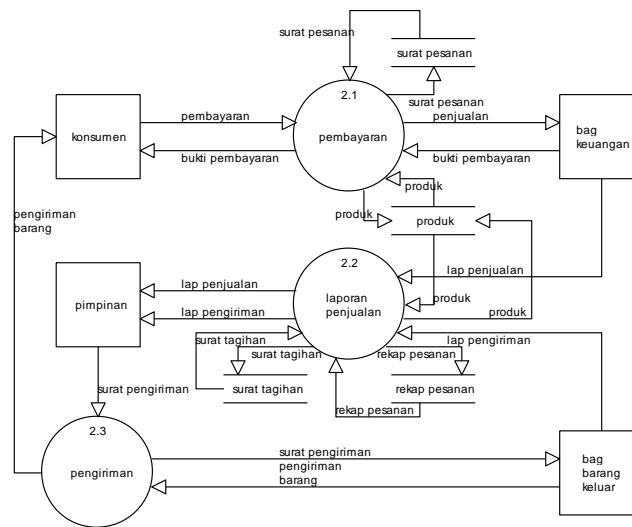 surat pesanan
surat pesanan
surat pesanan
2.1
pembayaran
konsumen
pembayaran
bukti pembayaran
penjualan
bukti pembayaran
bag
keuangan
produk
produk
produk
pengiriman
barang
2.2
laporan
penjualan
lap penjualan
produk
produk
pimpinan
lap penjualan
lap pengiriman
lap pengiriman
surat tagihan
surat tagihan
surat tagihan
rekap pesanan
rekap pesanan
rekap pesanan
surat pengiriman
2.3
pengiriman
surat pengiriman
pengiriman
barang
bag
barang
keluar